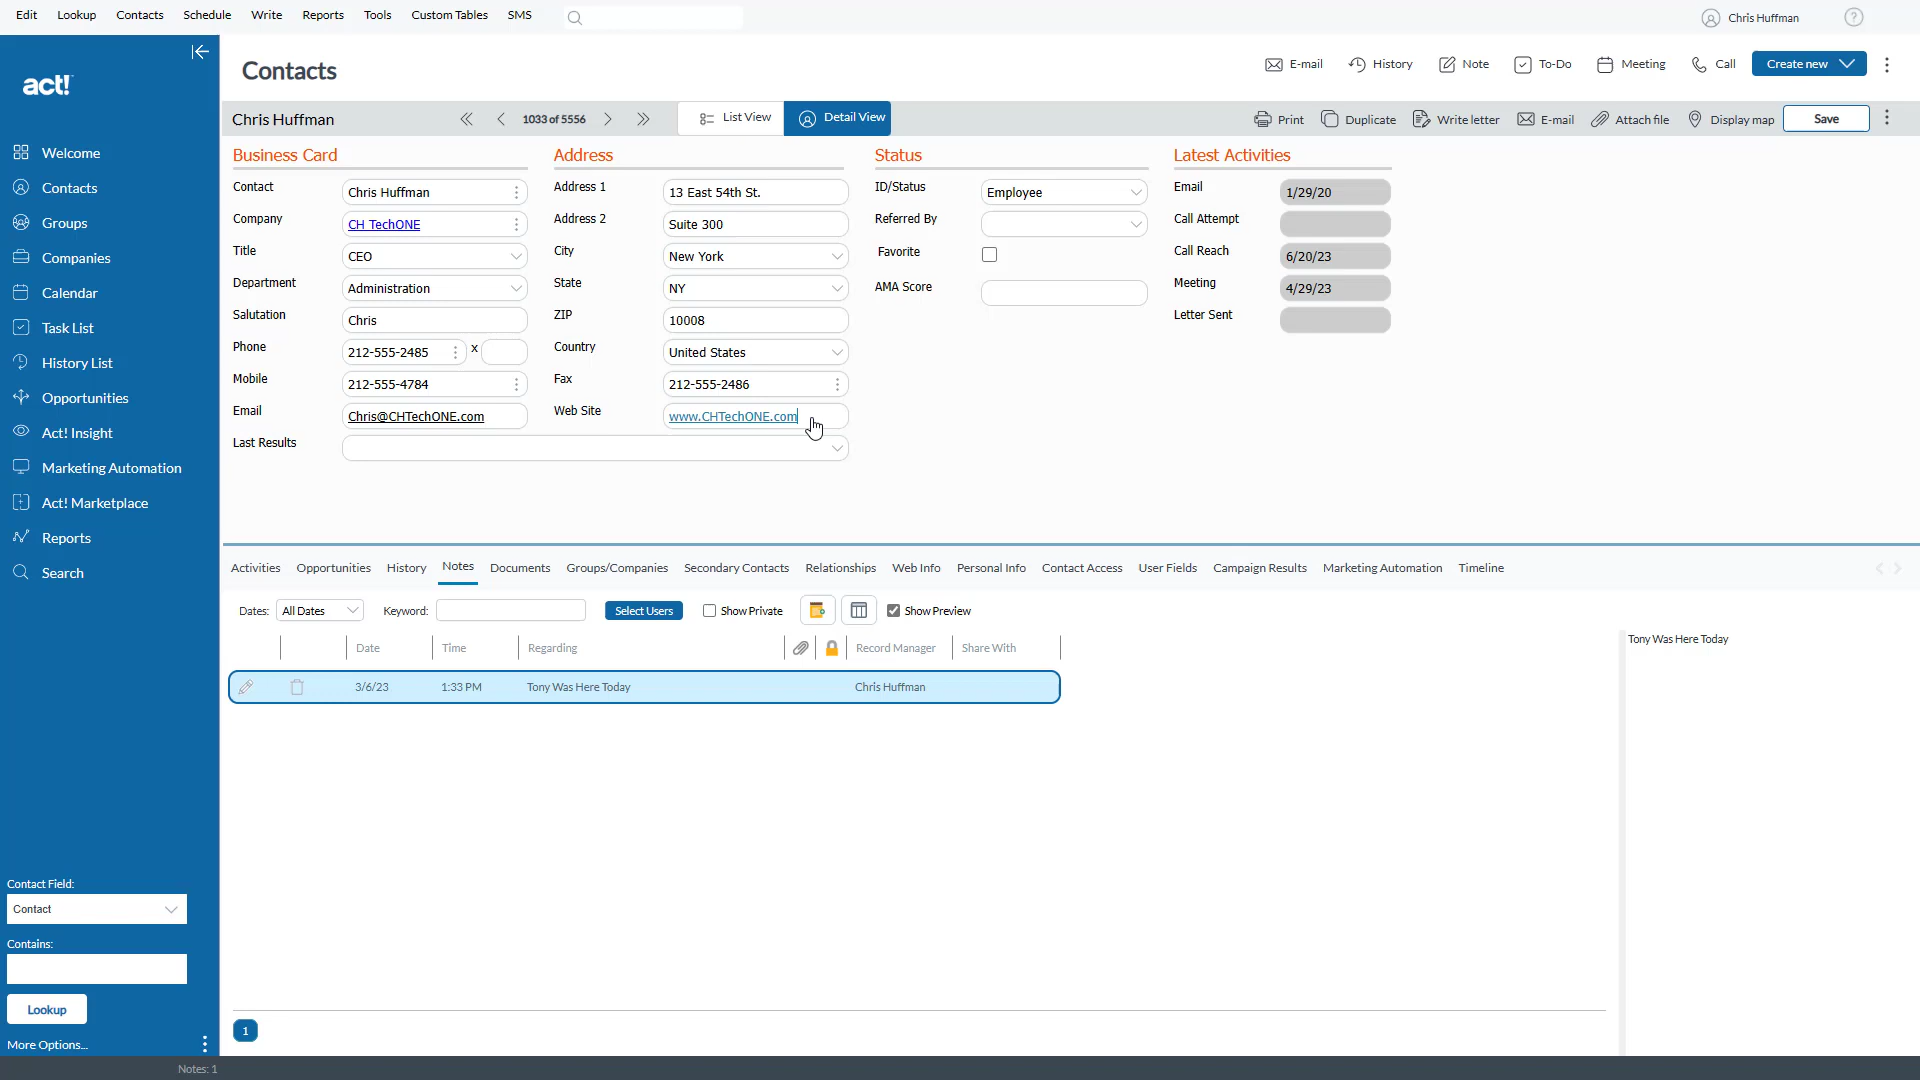 Edit Lookup Contacts Schedule Write Reports Tools Custom Tables SMS Chris Huffman ?
act!
Contacts
E-mail History Note To-Do Meeting Call Create new
Chris Huffman 1033 of 5556 List View Detail View Print Duplicate Write letter E-mail Attach file Display map Save
Welcome
Contacts
Groups
Companies
Calendar
Task List
History List
Opportunities
Act! Insight
Marketing Automation
Act! Marketplace
Reports
Search
Contact Field:
Contact
Contains:
Lookup
More Options...
Business Card
Contact Chris Huffman
Company CH TechONE
Title CEO
Department Administration
Salutation Chris
Phone 212-555-2485 x
Mobile 212-555-4784
Email Chris@CHTechONE.com
Last Results
Address
Address 1 13 East 54th St.
Address 2 Suite 300
City New York
State NY
ZIP 10008
Country United States
Fax 212-555-2486
Web Site www.CHTechONE.com
Status
ID/Status Employee
Referred By
Favorite
AMA Score
Latest Activities
Email 1/29/20
Call Attempt
Call Reach 6/20/23
Meeting 4/29/23
Letter Sent
Activities Opportunities History Notes Documents Groups/Companies Secondary Contacts Relationships Web Info Personal Info Contact Access User Fields Campaign Results Marketing Automation Timeline
Dates: All Dates Keyword: Select Users Show Private Show Preview
Date Time Regarding Record Manager Share With
3/6/23 1:33 PM Tony Was Here Today Chris Huffman
Tony Was Here Today
1
Notes: 1